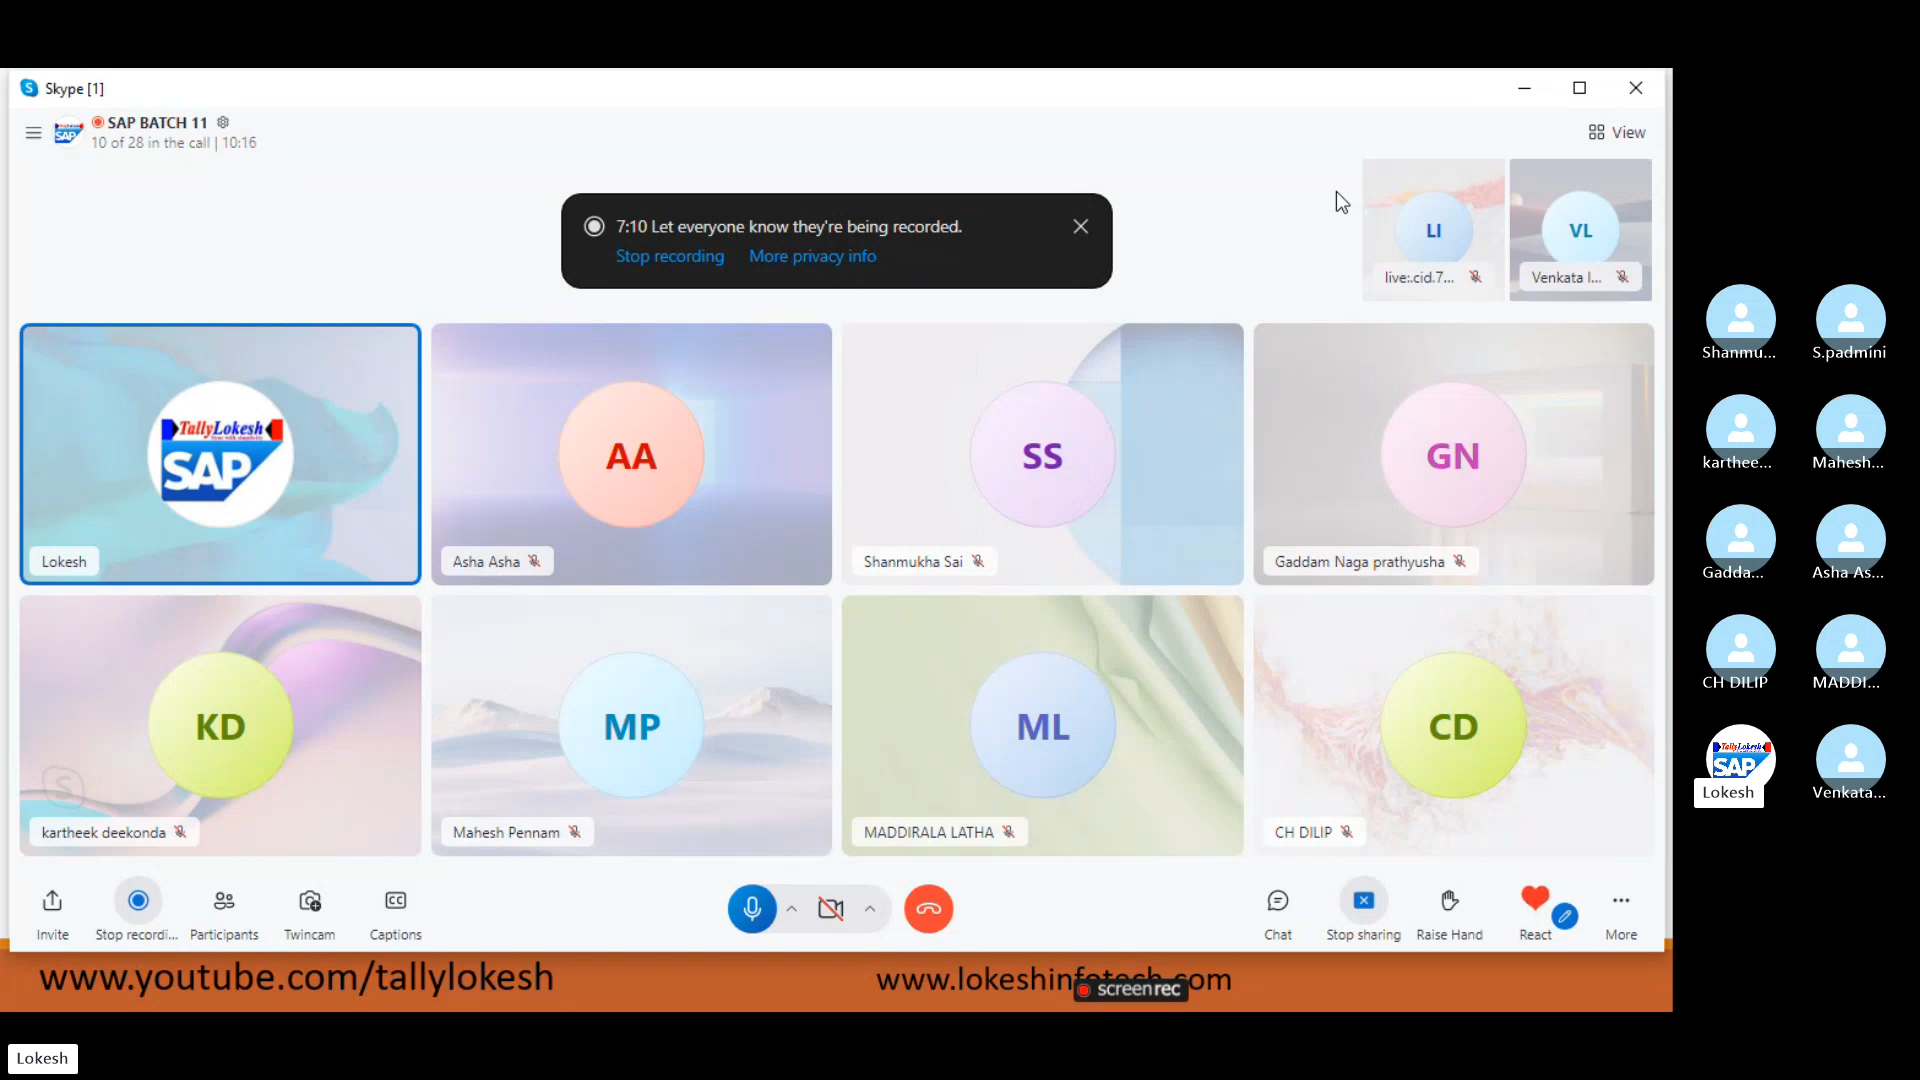 Skype [1]
SAP BATCH 11
10 of 28 in the call | 10:16
View
7:10 Let everyone know they're being recorded.
Stop recording More privacy info
LI
live:.cid.7...
VL
Venkata l...
TallyLokesh
SAP
Lokesh
AA
Asha Asha
SS
Shanmukha Sai
GN
Gaddam Naga prathyusha
KD
kartheek deekonda
MP
Mahesh Pennam
ML
MADDIRALA LATHA
CD
CH DILIP
Invite
Stop recordi...
Participants
Twincam
Captions
Chat
Stop sharing
Raise Hand
React
More
www.youtube.com/tallylokesh
screenrec
Shanmu...
S.padmini
karthee...
Mahesh...
Gadda...
Asha As...
CH DILIP
MADDI...
TallyLokesh
SAP
Lokesh
Venkata...
Lokesh